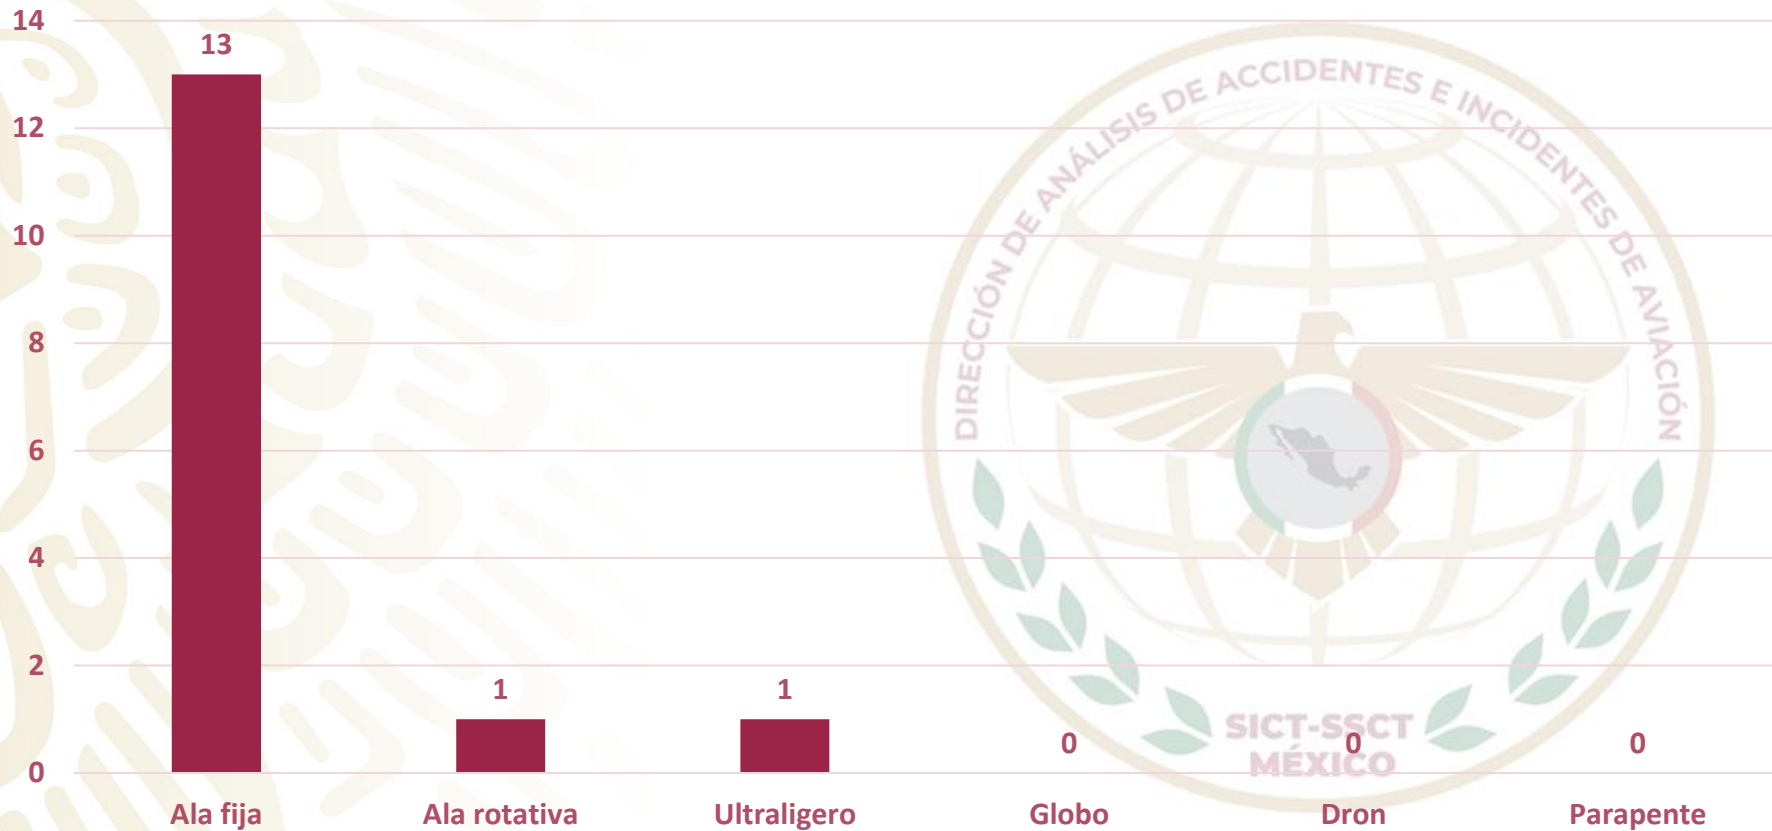 14
13
12
10
8
6
4
2
0
1
1
0
0
0
Ala fija
Ala rotativa
Ultraligero
Globo
Dron
Parapente
DIRECCIÓN DE ANÁLISIS DE ACCIDENTES E INCIDENTES DE AVIACIÓN
SICT-SSCT
MÉXICO